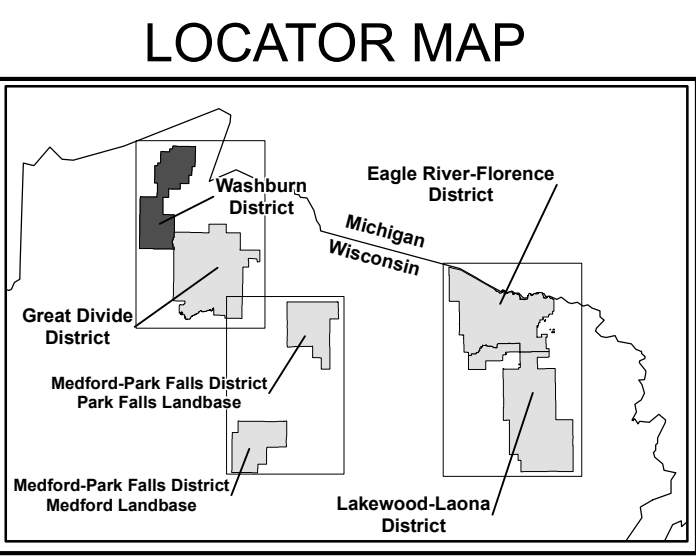 LOCATOR MAP
Washburn
District
Eagle River-Florence
District
Michigan
Wisconsin
Great Divide
District
Medford-Park Falls District
Park Falls Landbase
Medford-Park Falls District
Medford Landbase
Lakewood-Laona
District